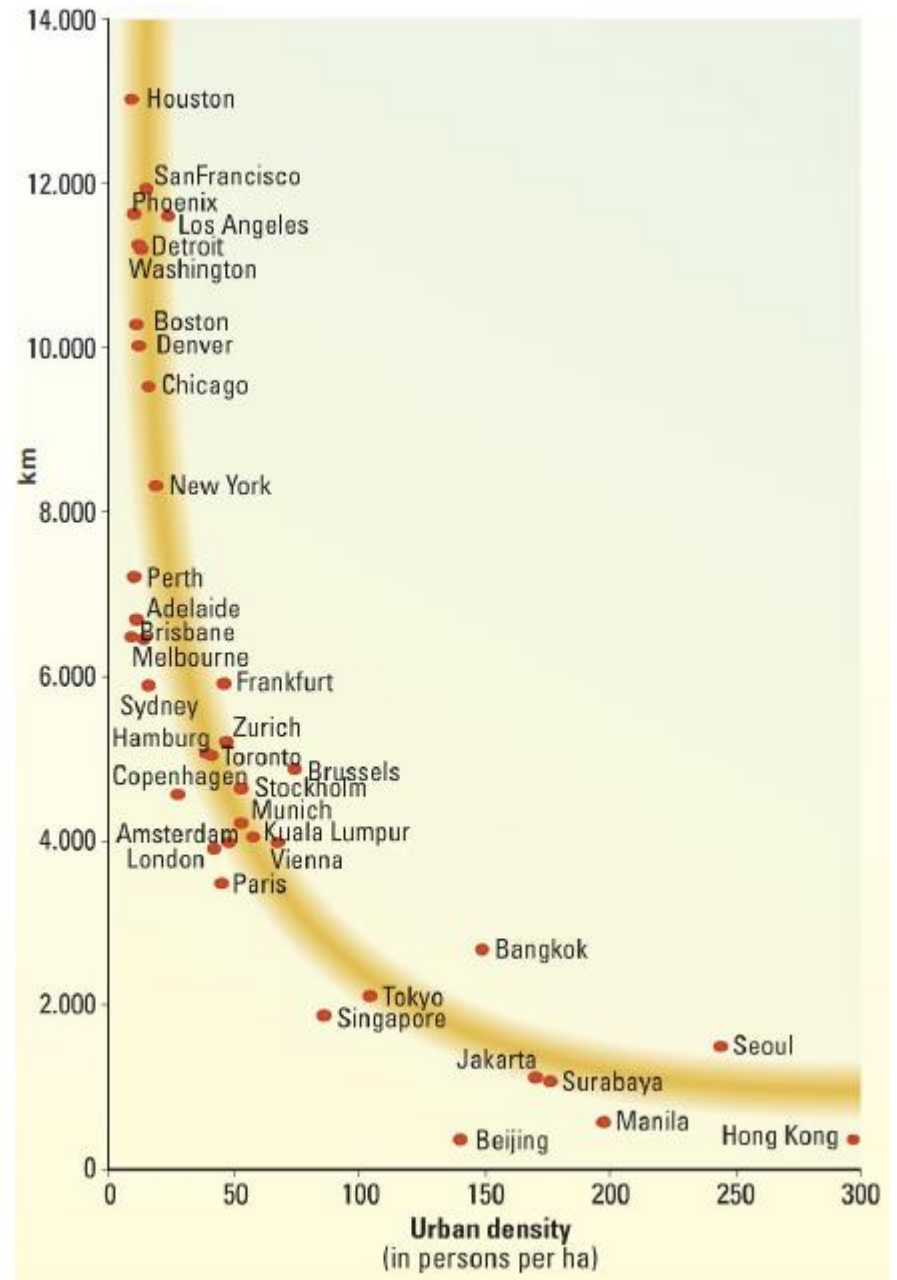 14.000
Houston
SanFrancisco
12.000
Phoenix
Los Angeles
Detroit
Washington
Boston
10.000
Denver
Chicago
km
New York
8.000
Perth
Adelaide
Brisbane
Melbourne
6.000
Frankfurt
Sydney
Zurich
Hamburg
Toronto
Brussels
Copenhagen
Stockholm
Munich
Amsterdam
Kuala Lumpur
4.000
London
Vienna
Paris
Bangkok
2.000
Tokyo
Singapore
Seoul
Jakarta
Surabaya
Manila
Hong Kong
Beijing
0
0 50 100 150 200 250 300
Urban density
(in persons per ha)